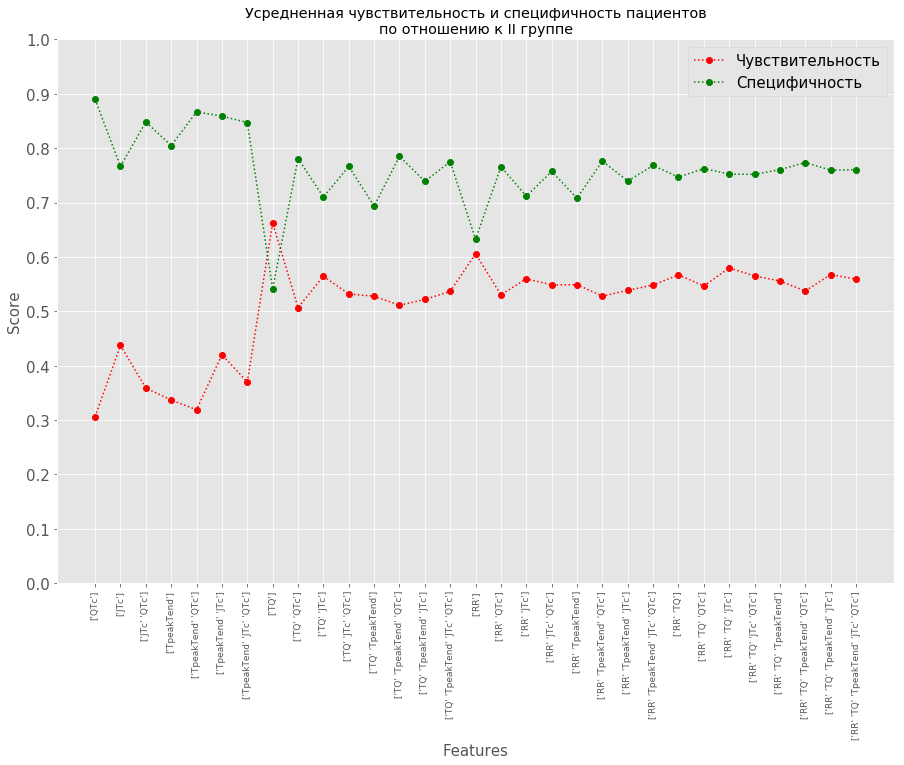 Усредненная чувствительность и специфичность пациентов
по отношению к II группе
1.0
0.9
0.8
0.7
0.6
0.5
0.4
0.3
0.2
0.1
0.0
Score
Чувствительность
Специфичность
['QTc']
['JTc']
['JTc' 'QTc']
['TpeakTend']
['TpeakTend' 'QTc']
['TpeakTend' 'JTc']
['TpeakTend' 'JTc' 'QTc']
['TQ']
['TQ' 'QTc']
['TQ' 'JTc']
['TQ' 'JTc' 'QTc']
['TQ' 'TpeakTend']
['TQ' 'TpeakTend' 'QTc']
['TQ' 'TpeakTend' 'JTc']
['TQ' 'TpeakTend' 'JTc' 'QTc']
['RR']
['RR' 'QTc']
['RR' 'JTc']
['RR' 'JTc' 'QTc']
['RR' 'TpeakTend']
['RR' 'TpeakTend' 'QTc']
['RR' 'TpeakTend' 'JTc']
['RR' 'TpeakTend' 'JTc' 'QTc']
['RR' 'TQ']
['RR' 'TQ' 'QTc']
['RR' 'TQ' 'JTc']
['RR' 'TQ' 'JTc' 'QTc']
['RR' 'TQ' 'TpeakTend']
['RR' 'TQ' 'TpeakTend' 'QTc']
['RR' 'TQ' 'TpeakTend' 'JTc']
['RR' 'TQ' 'TpeakTend' 'JTc' 'QTc']
Features